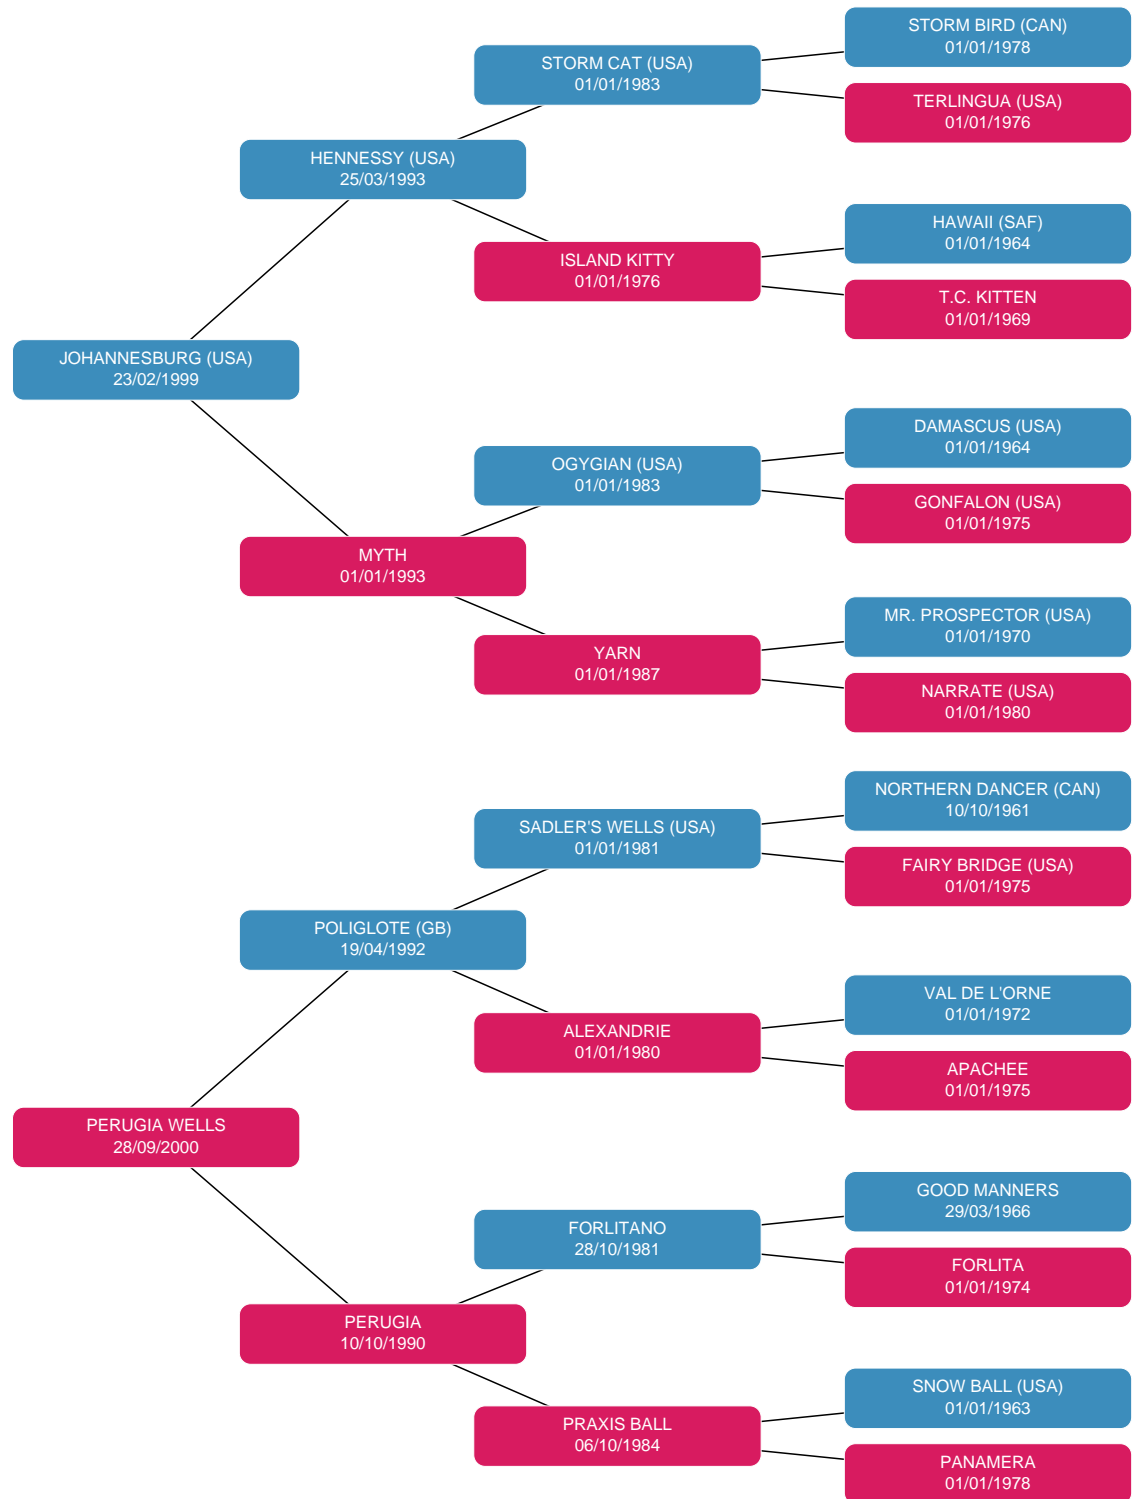 STORM BIRD (CAN)
01/01/1978
STORM CAT (USA)
01/01/1983
TERLINGUA (USA)
01/01/1976
HENNESSY (USA)
25/03/1993
HAWAII (SAF)
01/01/1964
ISLAND KITTY
01/01/1976
T.C. KITTEN
01/01/1969
JOHANNESBURG (USA)
23/02/1999
DAMASCUS (USA)
01/01/1964
OGYGIAN (USA)
01/01/1983
GONFALON (USA)
01/01/1975
MYTH
01/01/1993
MR. PROSPECTOR (USA)
01/01/1970
YARN
01/01/1987
NARRATE (USA)
01/01/1980
NORTHERN DANCER (CAN)
10/10/1961
SADLER'S WELLS (USA)
01/01/1981
FAIRY BRIDGE (USA)
01/01/1975
POLIGLOTE (GB)
19/04/1992
VAL DE L'ORNE
01/01/1972
ALEXANDRIE
01/01/1980
APACHEE
01/01/1975
PERUGIA WELLS
28/09/2000
GOOD MANNERS
29/03/1966
FORLITANO
28/10/1981
FORLITA
01/01/1974
PERUGIA
10/10/1990
SNOW BALL (USA)
01/01/1963
PRAXIS BALL
06/10/1984
PANAMERA
01/01/1978